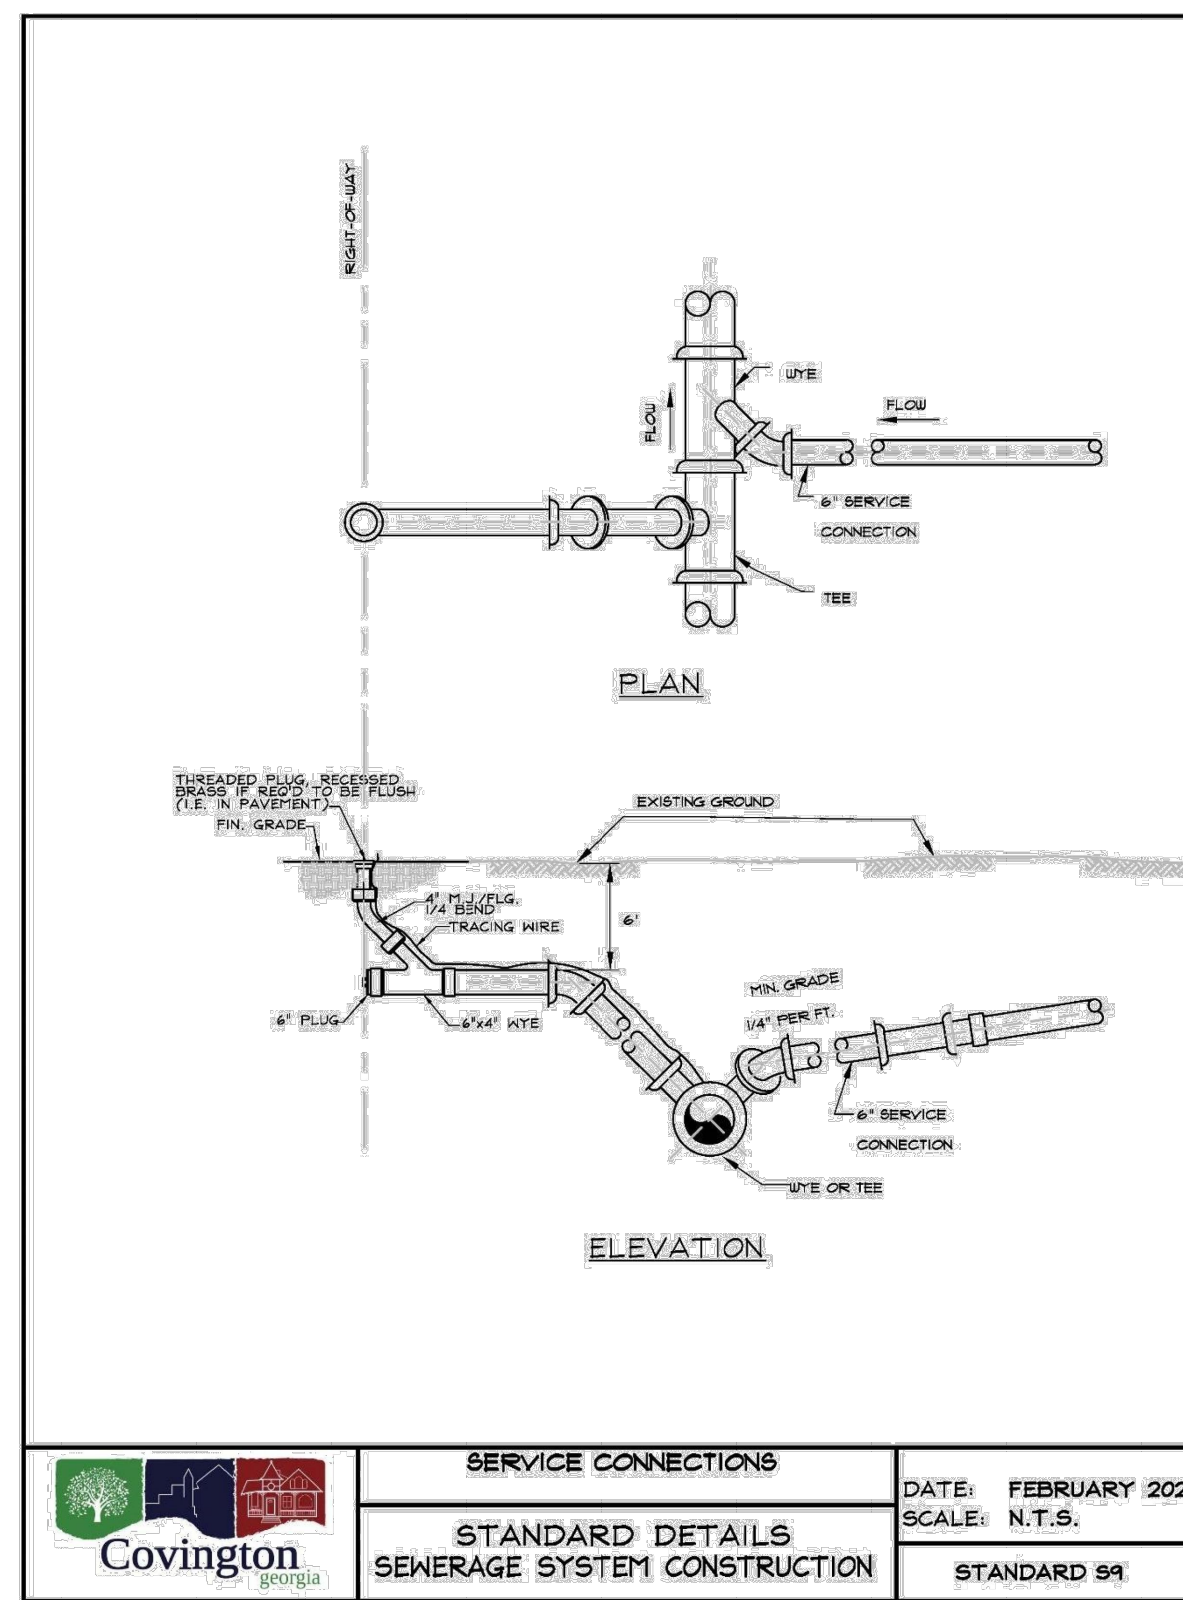 RIGHT-OF-WAY
WYE
FLOW
FLOW
6" SERVICE
CONNECTION
TEE
PLAN
THREADED PLUG, RECESSED
BRASS IF REQ'D TO BE FLUSH
(I.E. IN PAVEMENT)
FIN. GRADE
EXISTING GROUND
4" M.J./FLG.
1/4 BEND
TRACING WIRE
6'
MIN. GRADE
1/4" PER FT.
6" PLUG
6"x4" WYE
6" SERVICE
CONNECTION
WYE OR TEE
ELEVATION
Covington
georgia
SERVICE CONNECTIONS
STANDARD DETAILS
SEWERAGE SYSTEM CONSTRUCTION
DATE: FEBRUARY 202
SCALE: N.T.S.
STANDARD S9